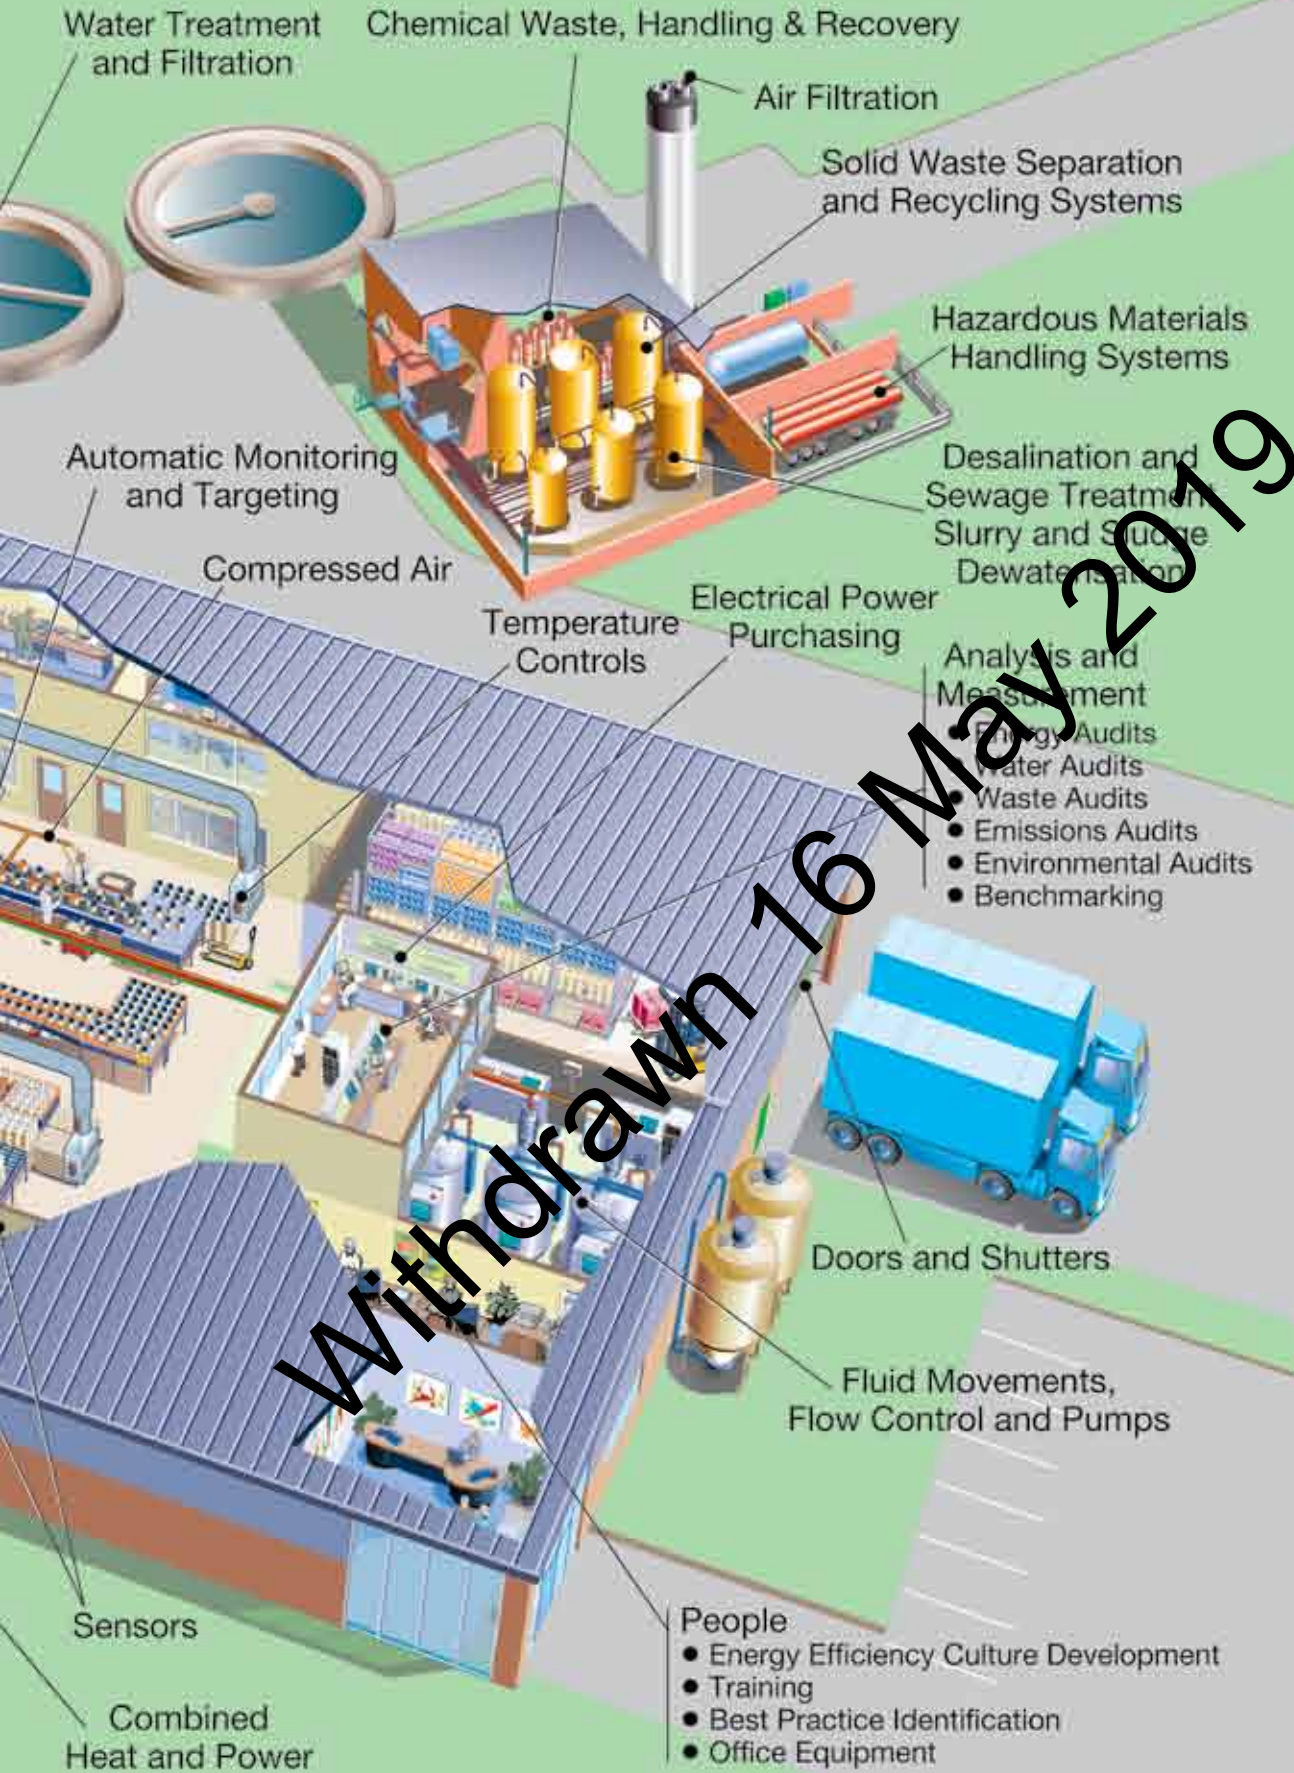 Water Treatment
and Filtration
Chemical Waste, Handling & Recovery
Air Filtration
Solid Waste Separation
and Recycling Systems
Hazardous Materials
Handling Systems
Automatic Monitoring
and Targeting
Desalination and
Sewage Treatment
Slurry and Sludge
Dewaterisation
Compressed Air
Temperature
Controls
Electrical Power
Purchasing
Analysis and
Measurement
● Energy Audits
● Water Audits
● Waste Audits
● Emissions Audits
● Environmental Audits
● Benchmarking
Withdrawn 16 May 2019
Doors and Shutters
Fluid Movements,
Flow Control and Pumps
Sensors
People
● Energy Efficiency Culture Development
● Training
● Best Practice Identification
● Office Equipment
Combined
Heat and Power